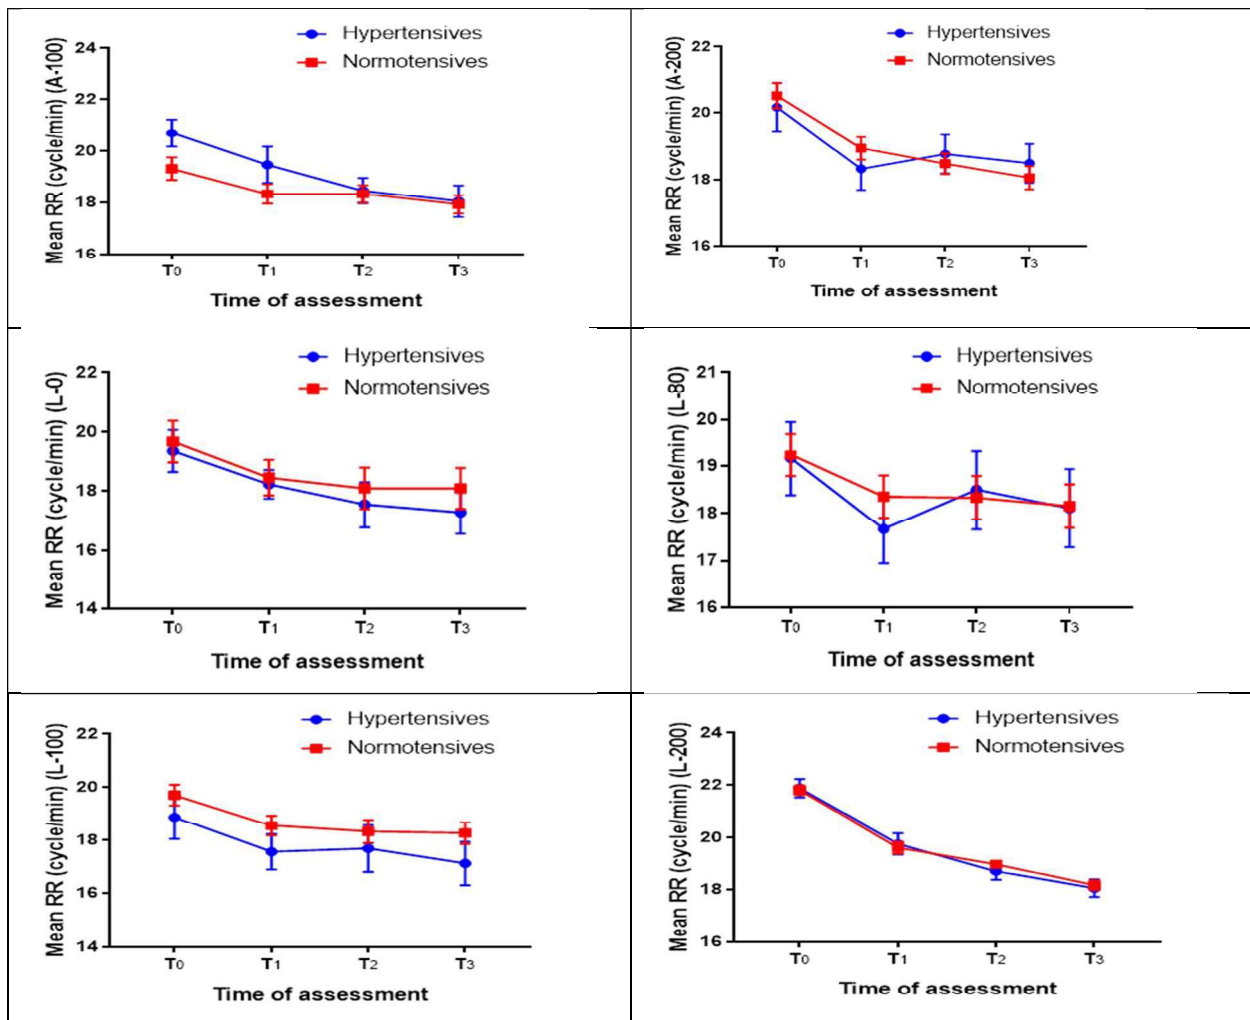 Hypertensives
Normotensives
Mean RR (cycle/min) (A-100)
24
22
20
18
16
T0 T1 T2 T3
Time of assessment
Hypertensives
Normotensives
Mean RR (cycle/min) (A-200)
22
20
18
16
T0 T1 T2 T3
Time of assessment
Hypertensives
Normotensives
Mean RR (cycle/min) (L-0)
22
20
18
16
14
T0 T1 T2 T3
Time of assessment
Hypertensives
Normotensives
Mean RR (cycle/min) (L-80)
21
20
19
18
17
16
T0 T1 T2 T3
Time of assessment
Hypertensives
Normotensives
Mean RR (cycle/min) (L-100)
22
20
18
16
14
T0 T1 T2 T3
Time of assessment
Hypertensives
Normotensives
Mean RR (cycle/min) (L-200)
24
22
20
18
16
T0 T1 T2 T3
Time of assessment